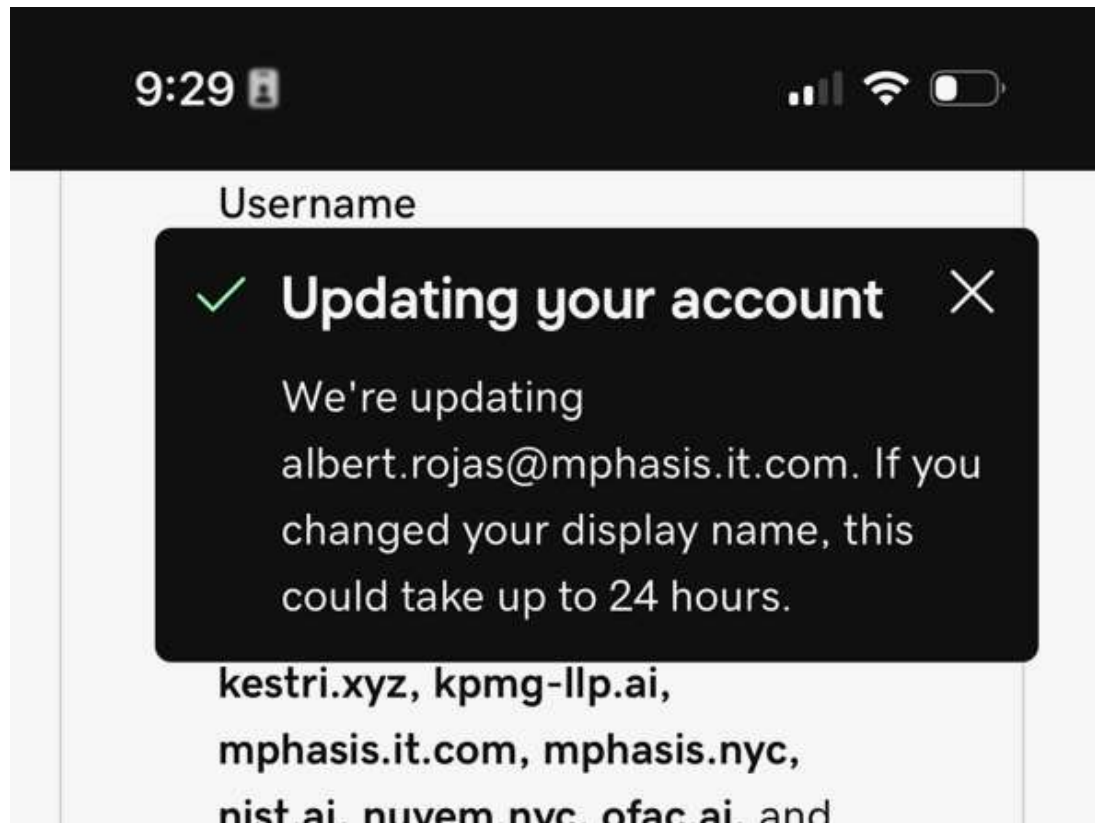 9:29
Username
Updating your account
We're updating
albert.rojas@mphasis.it.com. If you
changed your display name, this
could take up to 24 hours.
kestri.xyz, kpmg-llp.ai,
mphasis.it.com, mphasis.nyc,
nist.ai, nuvem.nyc, ofac.ai, and